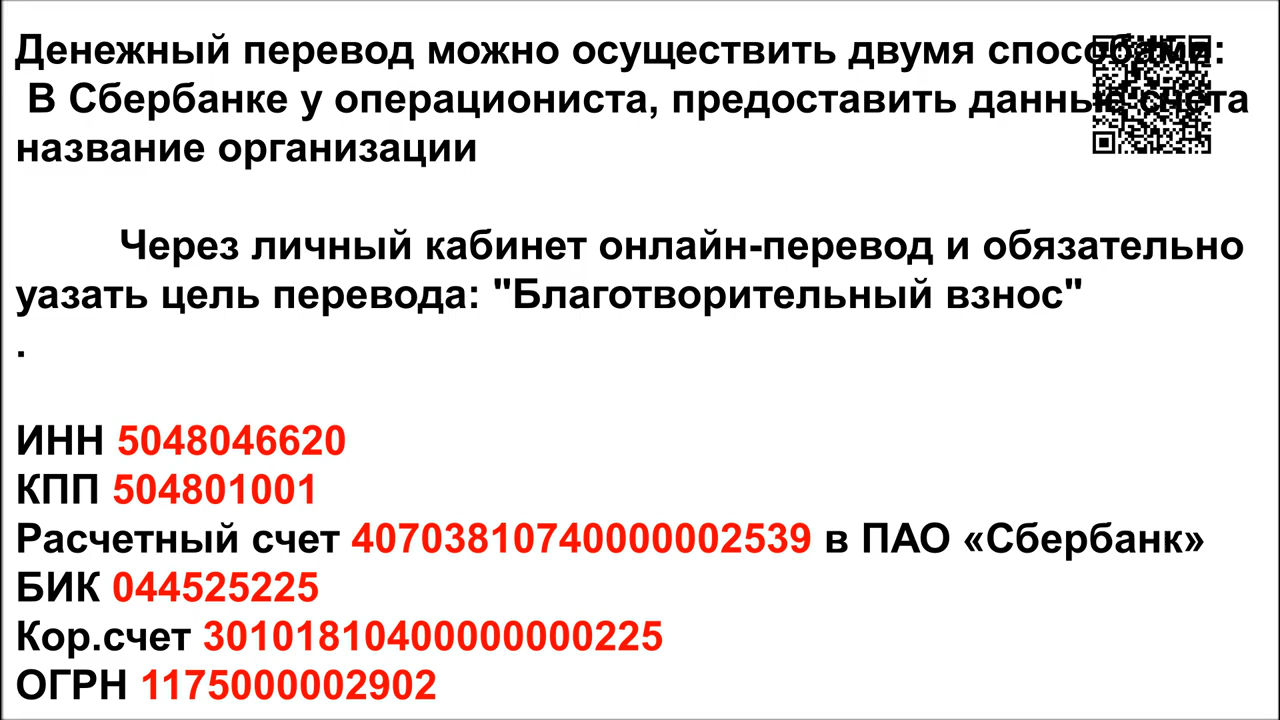 Денежный перевод можно осуществить двумя способами:
В Сбербанке у операциониста, предоставить данные счета
название организации
Через личный кабинет онлайн-перевод и обязательно
уазать цель перевода: "Благотворительный взнос"
.
ИНН 5048046620
КПП 504801001
Расчетный счет 40703810740000002539 в ПАО «Сбербанк»
БИК 044525225
Кор.счет 30101810400000000225
ОГРН 1175000002902